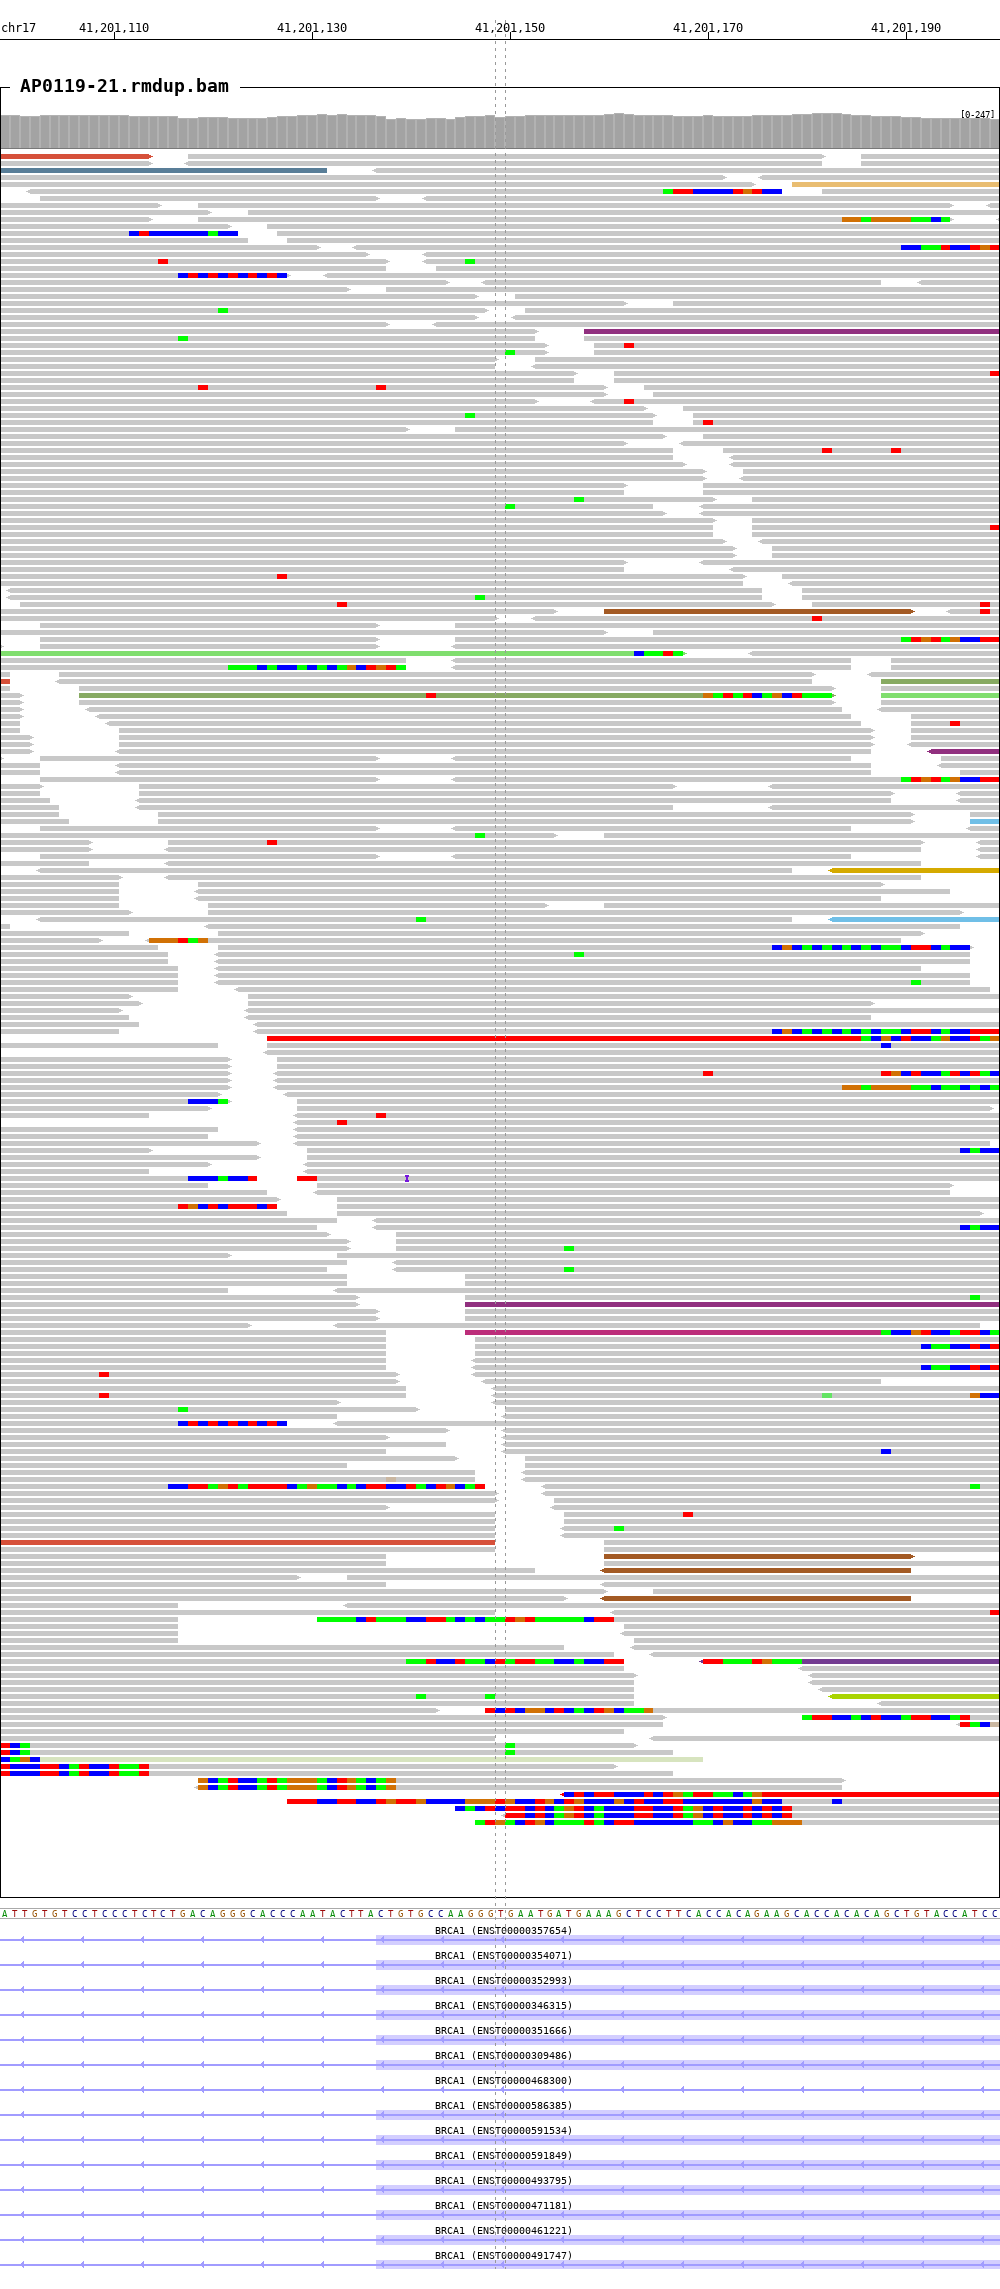 chr17 41,201,110 41,201,130 41,201,150 41,201,170 41,201,190
AP0119-21.rmdup.bam
[0-247]
ATTGTGTCCTCCCTCTCTGACAGGGCACCCAATACTTACTGTGCCAAGGGTGAATGATGAAAGCTCCTTCACCACAGAAGCACCACACAGCTGTACCATCC
BRCA1 (ENST00000357654)
BRCA1 (ENST00000354071)
BRCA1 (ENST00000352993)
BRCA1 (ENST00000346315)
BRCA1 (ENST00000351666)
BRCA1 (ENST00000309486)
BRCA1 (ENST00000468300)
BRCA1 (ENST00000586385)
BRCA1 (ENST00000591534)
BRCA1 (ENST00000591849)
BRCA1 (ENST00000493795)
BRCA1 (ENST00000471181)
BRCA1 (ENST00000461221)
BRCA1 (ENST00000491747)